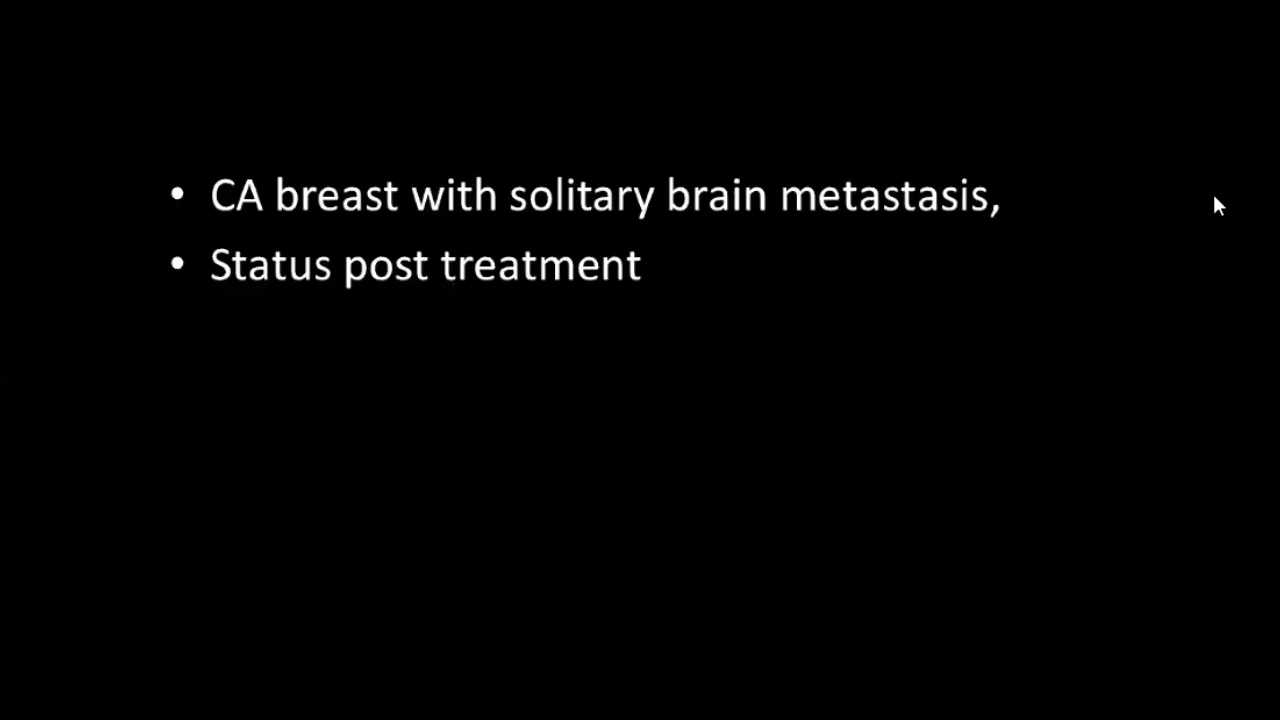 • CA breast with solitary brain metastasis,
• Status post treatment